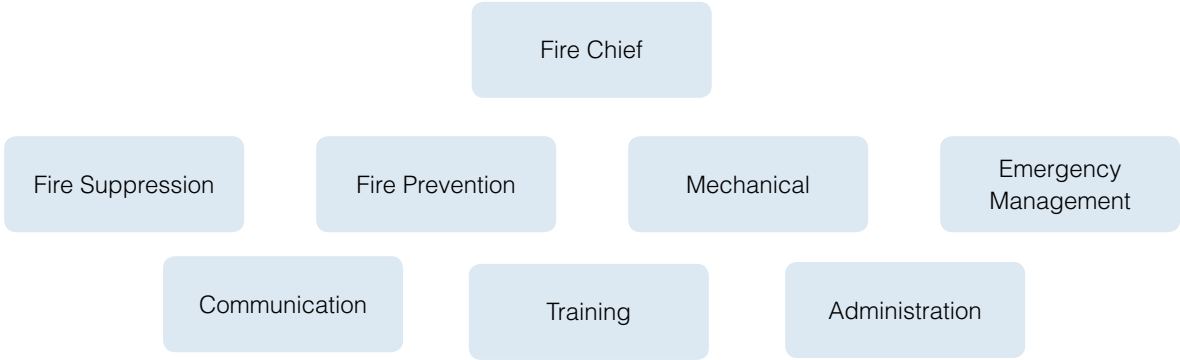 Fire Chief
Fire Suppression
Fire Prevention
Mechanical
Emergency
Management
Communication
Training
Administration